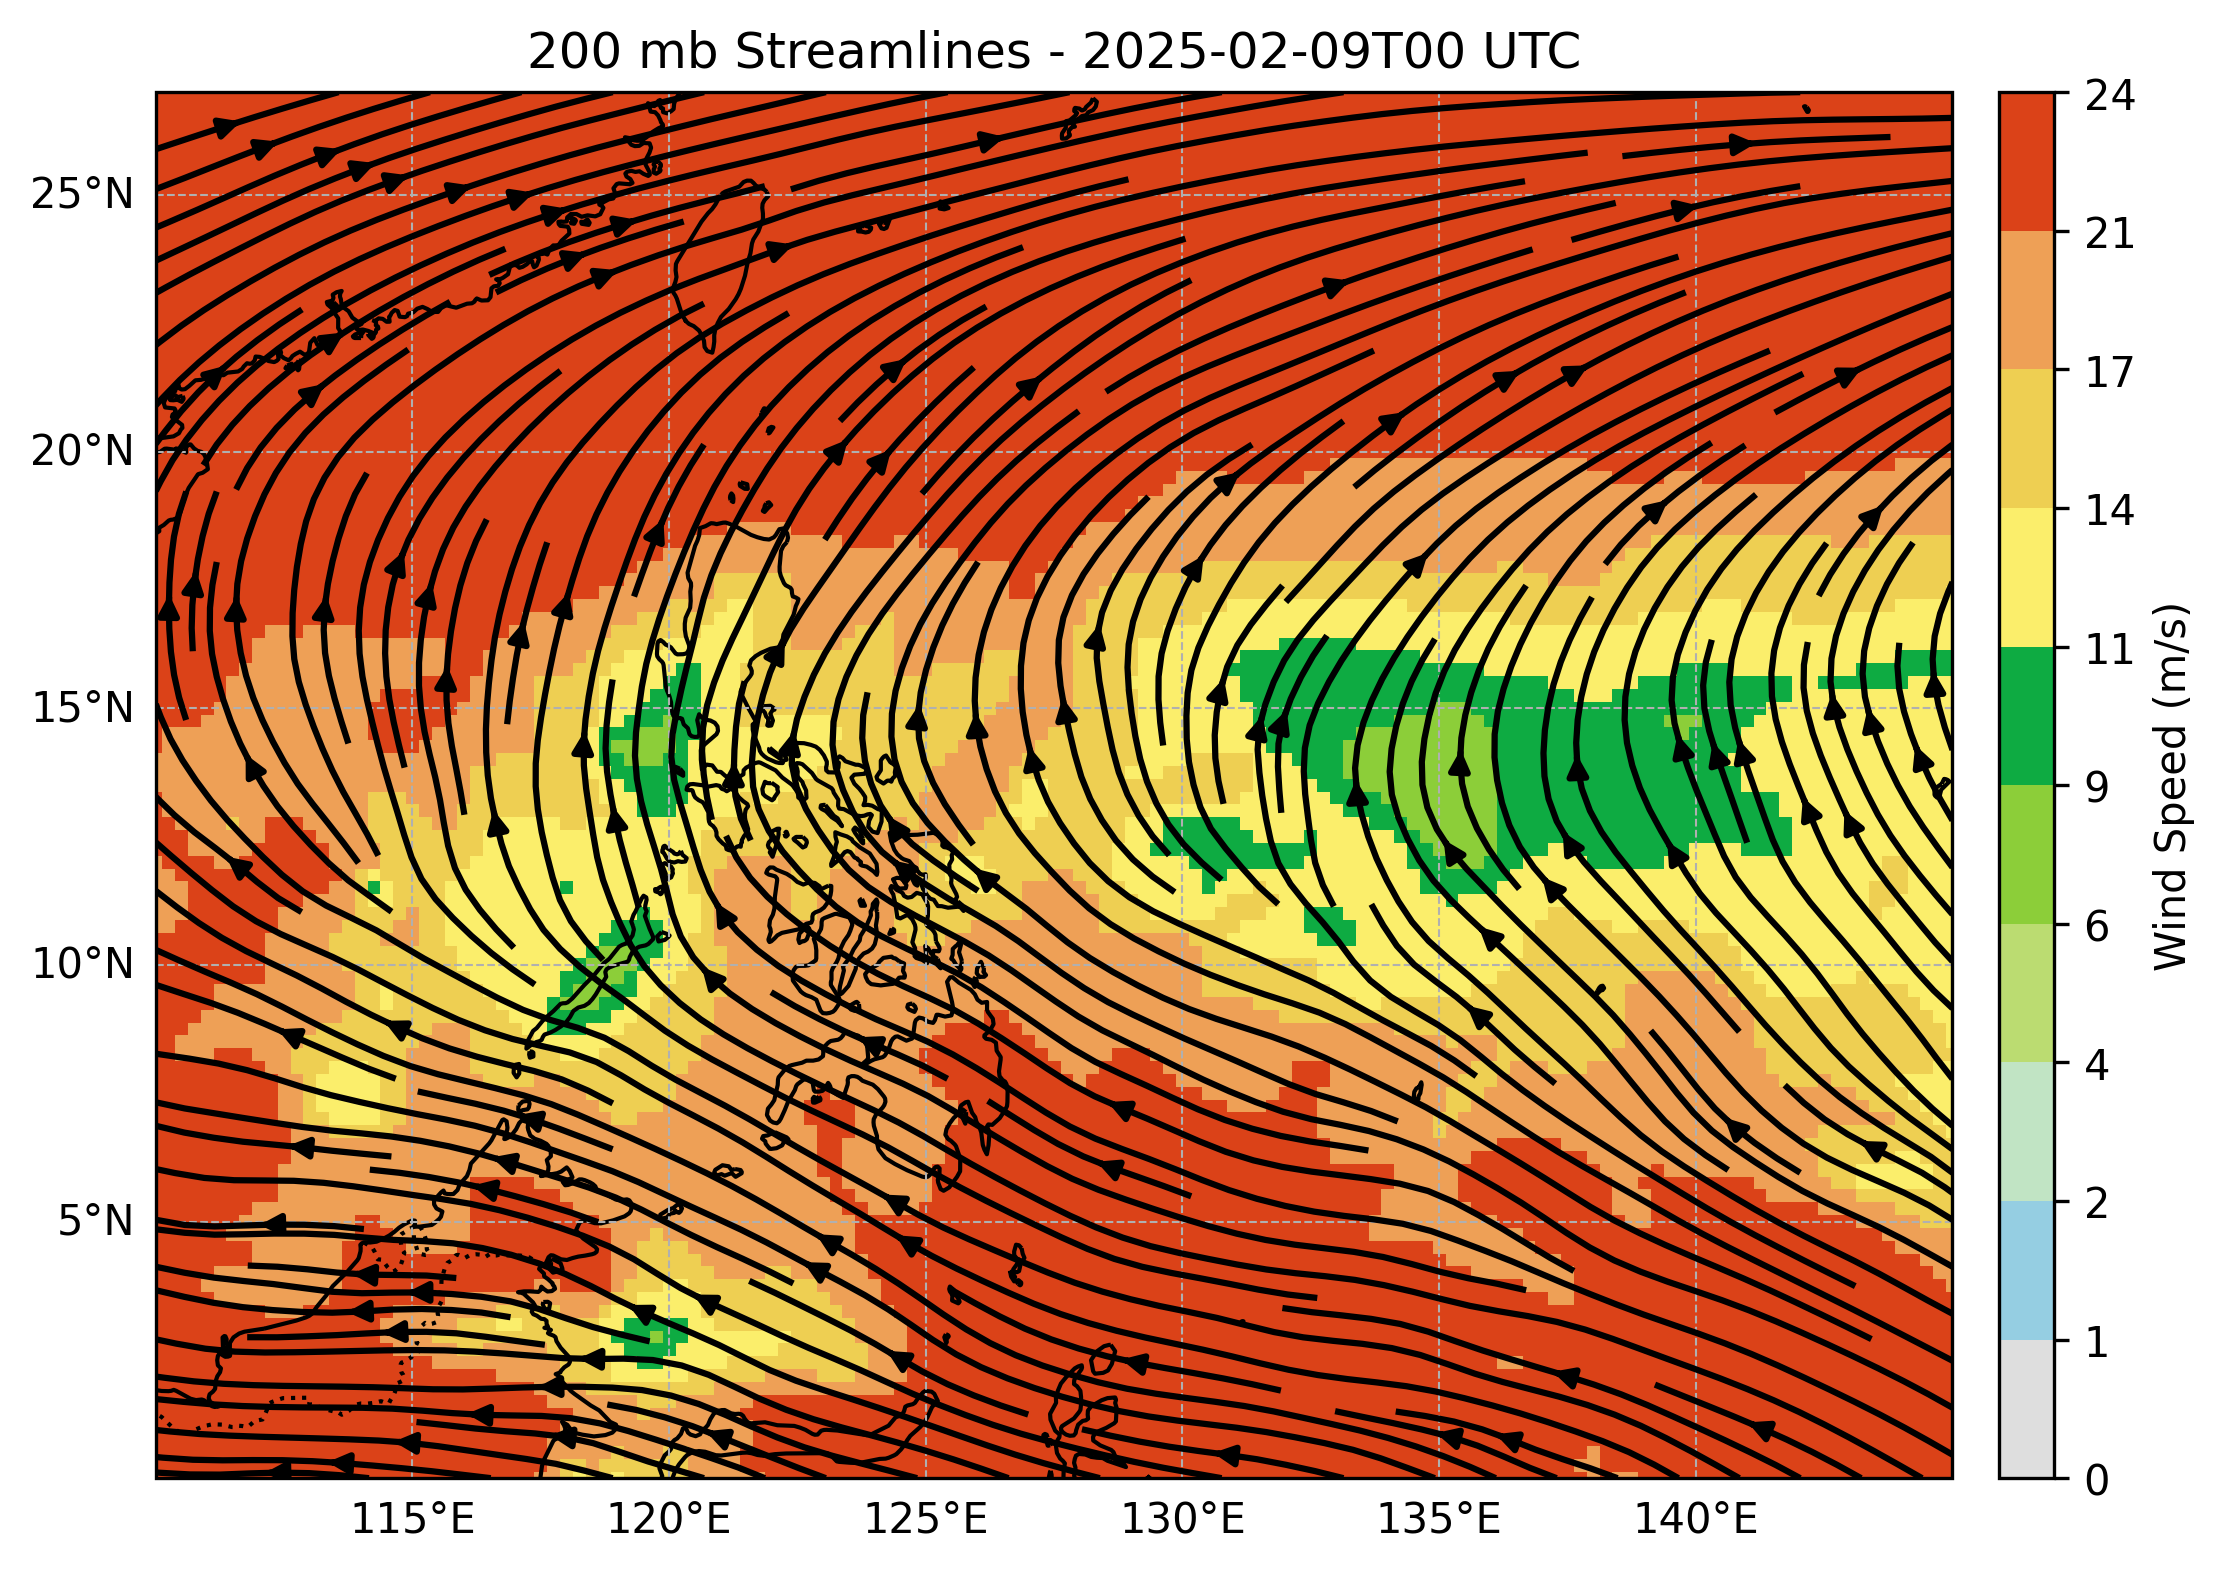 200 mb Streamlines - 2025-02-09T00 UTC
25°N
20°N
15°N
10°N
5°N
115°E
120°E
125°E
130°E
135°E
140°E
24
21
17
14
11
9
6
4
2
1
0
Wind Speed (m/s)